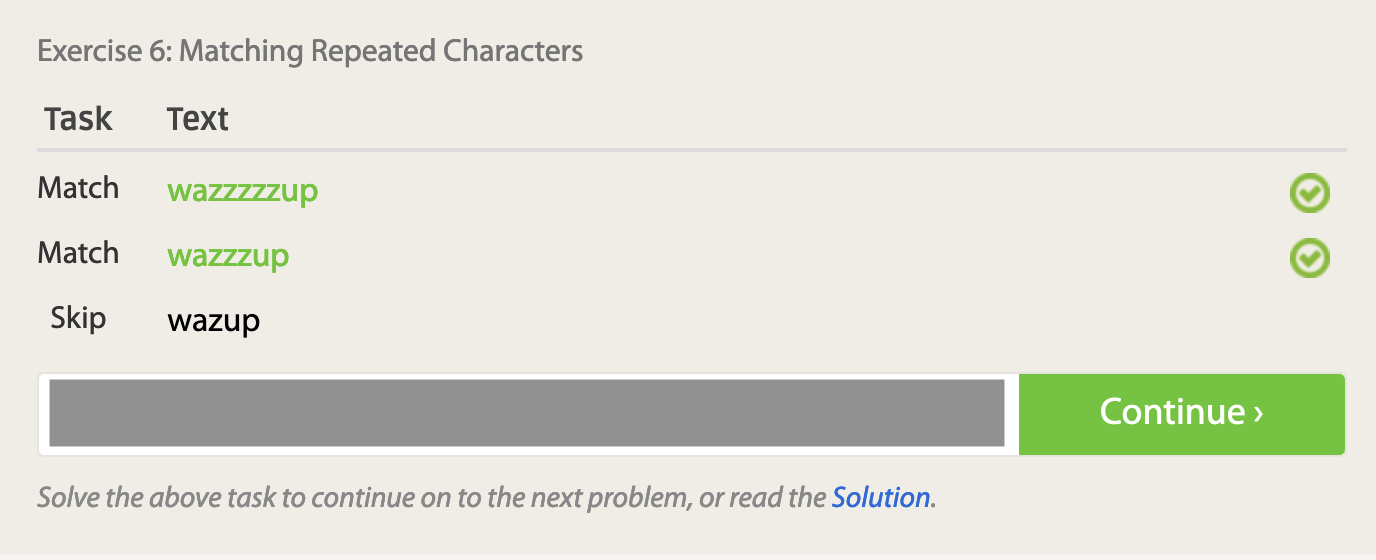 Exercise 6: Matching Repeated Characters
Task Text
Match wazzzzzup
Match wazzzup
Skip wazup
Continue ›
Solve the above task to continue on to the next problem, or read the Solution.